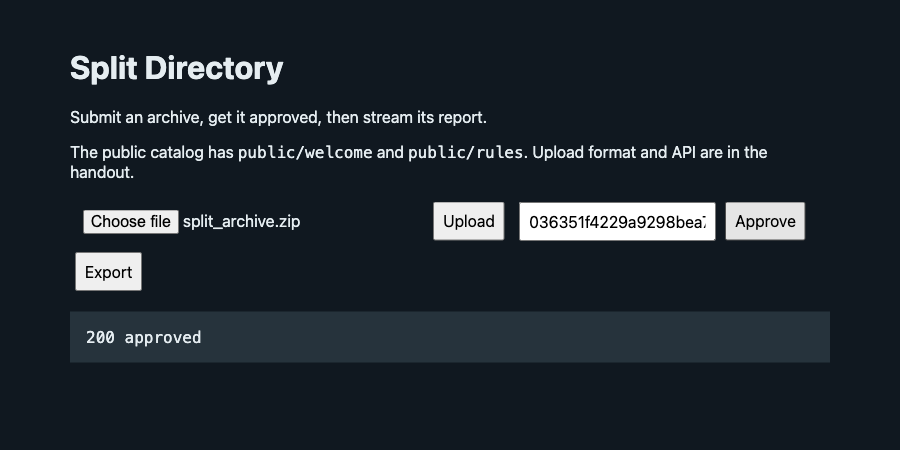 Split Directory
Submit an archive, get it approved, then stream its report.
The public catalog has public/welcome and public/rules. Upload format and API are in the
handout.
Choose file split_archive.zip Upload 036351f4229a9298bea Approve
Export
200 approved